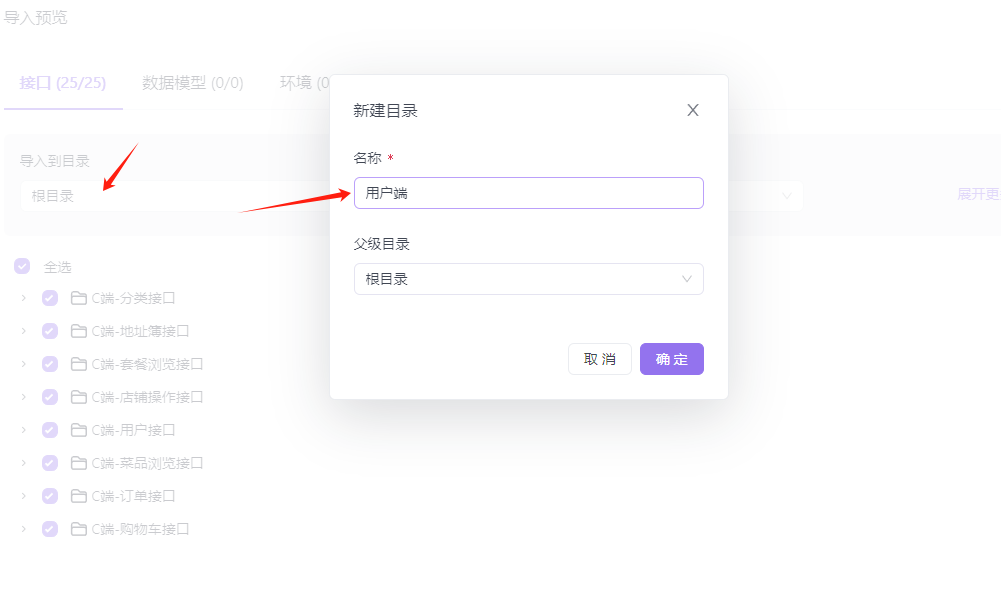 导入预览
接口 (25/25) 数据模型 (0/0) 环境 (0
新建目录
导入到目录
名称 *
根目录
用户端
展开更
父级目录
根目录
全选
C端-分类接口
C端-地址簿接口
C端-套餐浏览接口
取 消 确 定
C端-店铺操作接口
C端-用户接口
C端-菜品浏览接口
C端-订单接口
C端-购物车接口